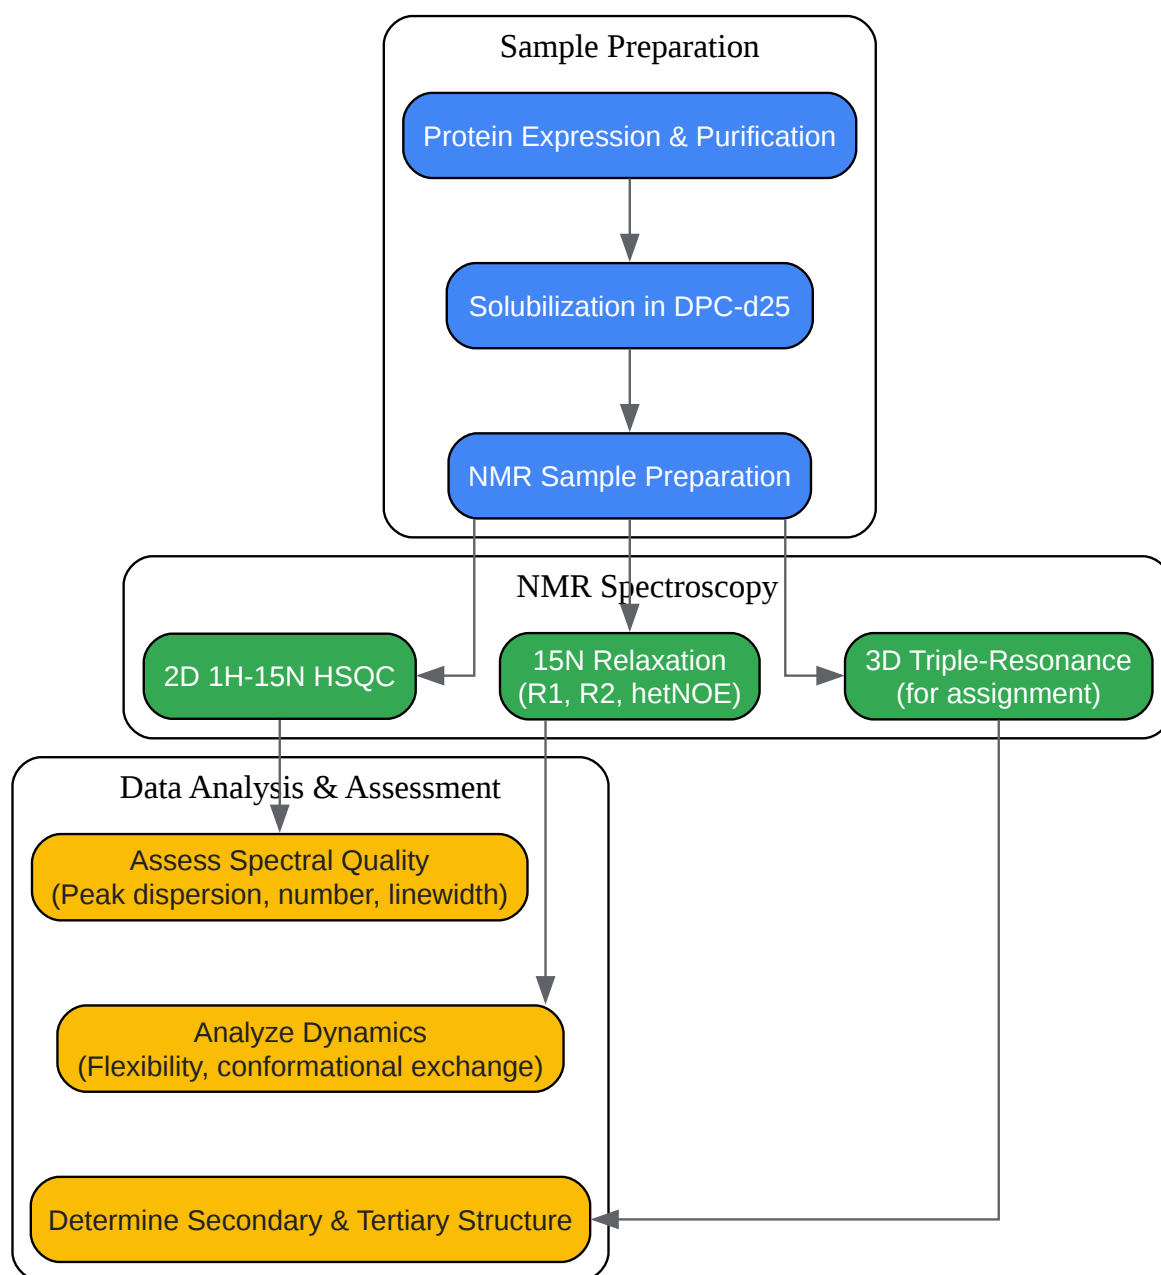 Sample Preparation
Protein Expression & Purification
Solubilization in DPC-d25
NMR Sample Preparation
NMR Spectroscopy
2D 1H-15N HSQC
15N Relaxation
(R1, R2, hetNOE)
3D Triple-Resonance
(for assignment)
Data Analysis & Assessment
Assess Spectral Quality
(Peak dispersion, number, linewidth)
Analyze Dynamics
(Flexibility, conformational exchange)
Determine Secondary & Tertiary Structure